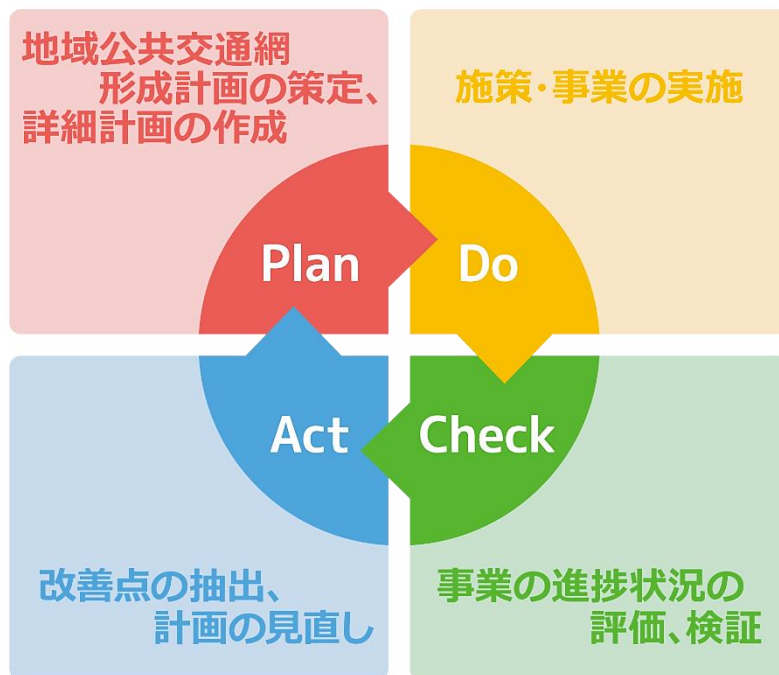 地域公共交通網
形成計画の策定、
詳細計画の作成
施策・事業の実施
Plan
Do
Act
Check
改善点の抽出、
計画の見直し
事業の進捗状況の
評価、検証